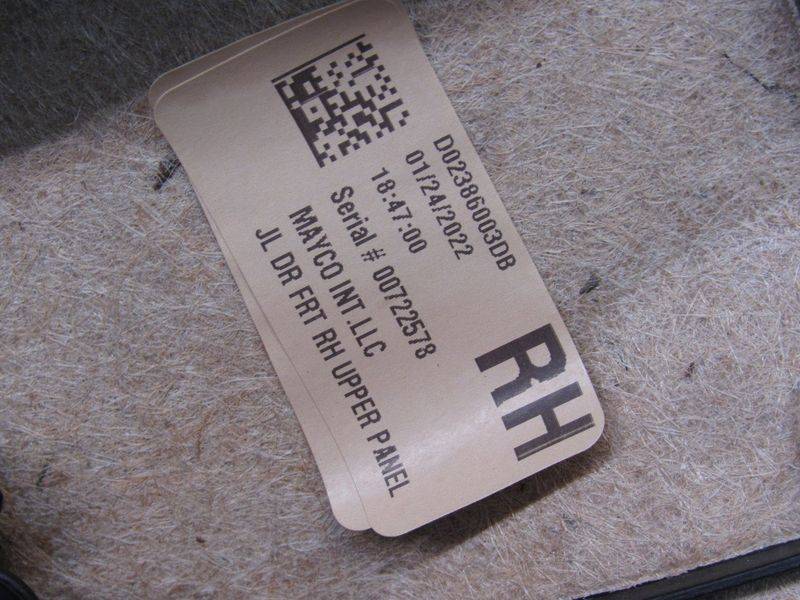 D02386003DB
01/24/2022
18:47:00
Serial # 00722578
MAYCO INT.LLC
JL DR FRT RH UPPER PANEL
RH